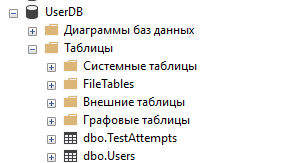 UserDB
Диаграммы баз данных
Таблицы
Системные таблицы
FileTables
Внешние таблицы
Графовые таблицы
dbo.TestAttempts
dbo.Users